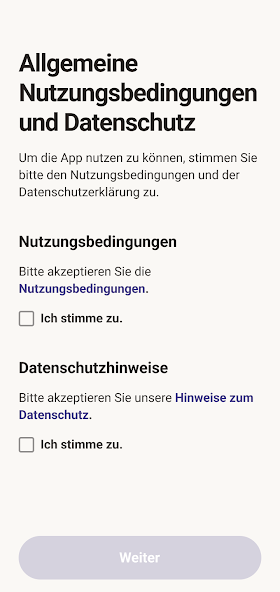 Allgemeine
Nutzungsbedingungen
und Datenschutz
Um die App nutzen zu können, stimmen Sie
bitte den Nutzungsbedingungen und der
Datenschutzerklärung zu.
Nutzungsbedingungen
Bitte akzeptieren Sie die
Nutzungsbedingungen.
Ich stimme zu.
Datenschutzhinweise
Bitte akzeptieren Sie unsere Hinweise zum
Datenschutz.
Ich stimme zu.
Weiter